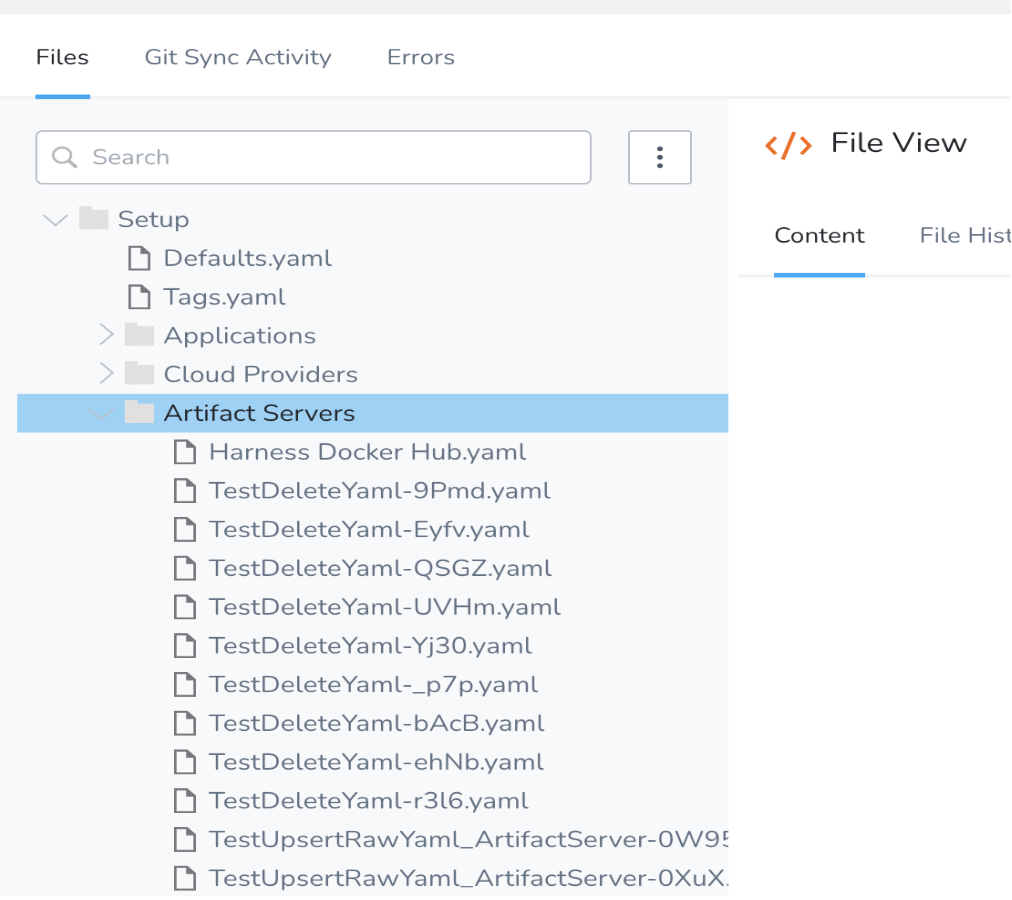 Files Git Sync Activity Errors
Search
File View
Content File Hist
Setup
Defaults.yaml
Tags.yaml
Applications
Cloud Providers
Artifact Servers
Harness Docker Hub.yaml
TestDeleteYaml-9Pmd.yaml
TestDeleteYaml-Eyfv.yaml
TestDeleteYaml-QSGZ.yaml
TestDeleteYaml-UVHm.yaml
TestDeleteYaml-Yj30.yaml
TestDeleteYaml-_p7p.yaml
TestDeleteYaml-bAcB.yaml
TestDeleteYaml-ehNb.yaml
TestDeleteYaml-r3l6.yaml
TestUpsertRawYaml_ArtifactServer-0W95
TestUpsertRawYaml_ArtifactServer-0XuX.